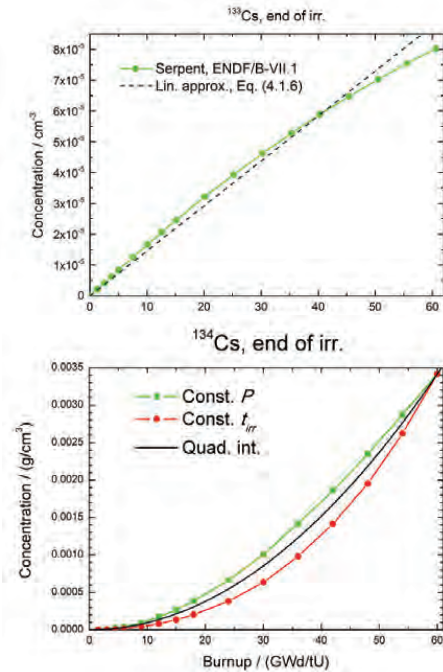 ¹³³Cs, end of irr.
8x10⁻⁵
7x10⁻⁵
6x10⁻⁵
5x10⁻⁵
4x10⁻⁵
3x10⁻⁵
2x10⁻⁵
1x10⁻⁵
0
Concentration / cm⁻³
Serpent, ENDF/B-VII.1
Lin. approx., Eq. (4.1.6)
0 10 20 30 40 50 60
¹³⁴Cs, end of irr.
0.0035
0.0030
0.0025
0.0020
0.0015
0.0010
0.0005
0.0000
Concentration / (g/cm³)
Const. P
Const. t_irr
Quad. int.
0 10 20 30 40 50 60
Burnup / (GWd/tU)